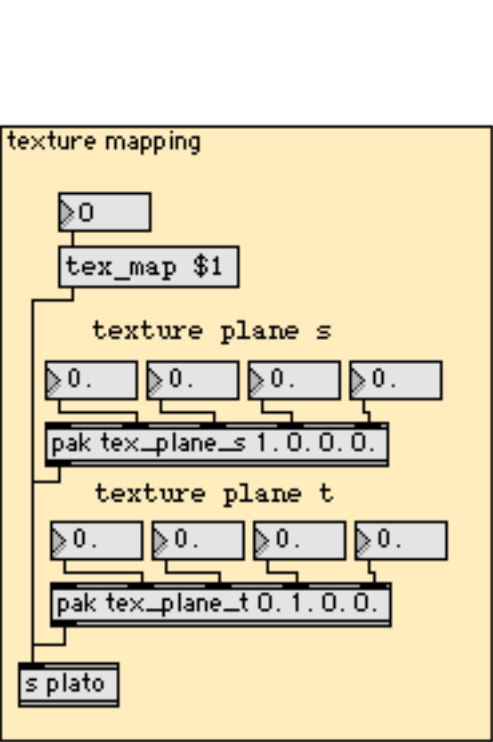 texture mapping
0
tex_map $1
texture plane s
0. 0. 0. 0.
pak tex_plane_s 1. 0. 0. 0.
texture plane t
0. 0. 0. 0.
pak tex_plane_t 0. 1. 0. 0.
s plato